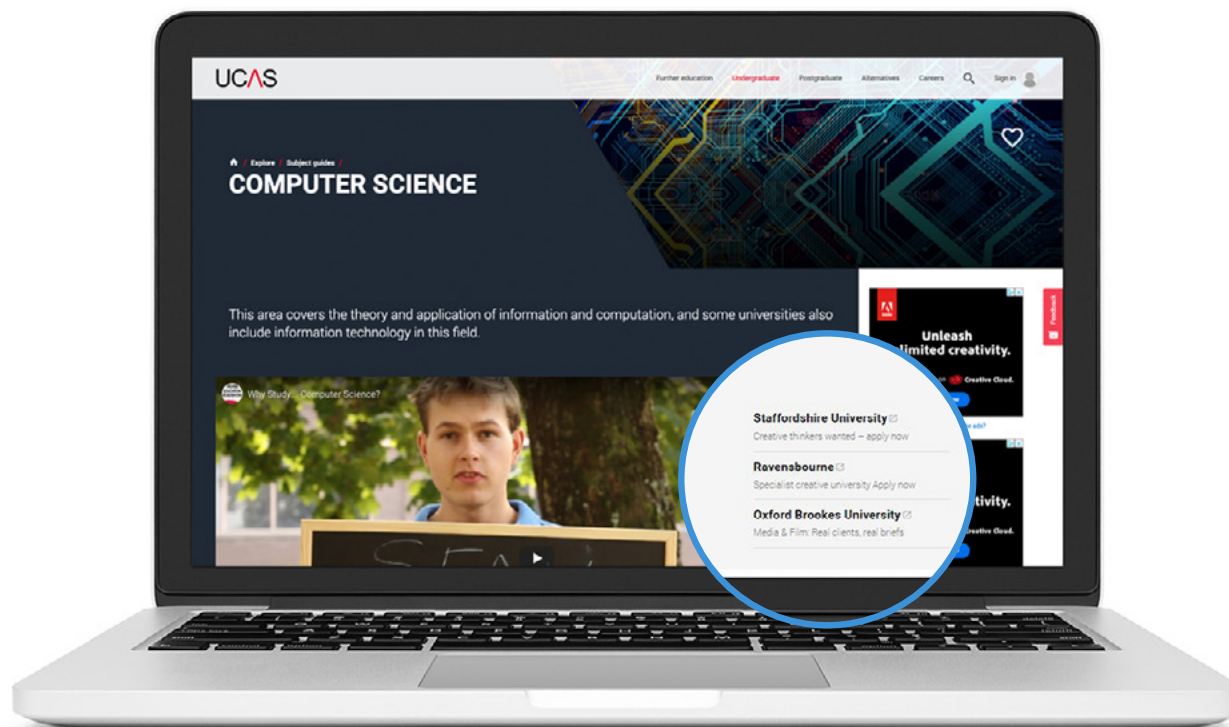 UCAS
Further education Undergraduate Postgraduate Alternatives Careers Sign in
/ Explore / Subject guides /
COMPUTER SCIENCE
This area covers the theory and application of information and computation, and some universities also
include information technology in this field.
Why Study... Computer Science?
Unleash
limited creativity.
Creative Cloud.
Feedback
Staffordshire University
Creative thinkers wanted – apply now
Ravensbourne
Specialist creative university Apply now
Oxford Brookes University
Media & Film: Real clients, real briefs
ads?
tivity.
Creative Cloud.